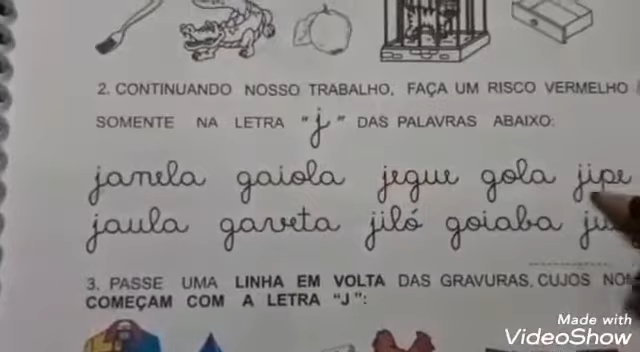 2. CONTINUANDO NOSSO TRABALHO, FAÇA UM RISCO VERMELHO
SOMENTE NA LETRA "j" DAS PALAVRAS ABAIXO:
janela gaiola jegue gola jipe
jaula gaveta jiló goiaba
3. PASSE UMA LINHA EM VOLTA DAS GRAVURAS, CUJOS
COMEÇAM COM A LETRA "J":
Made with
VideoShow